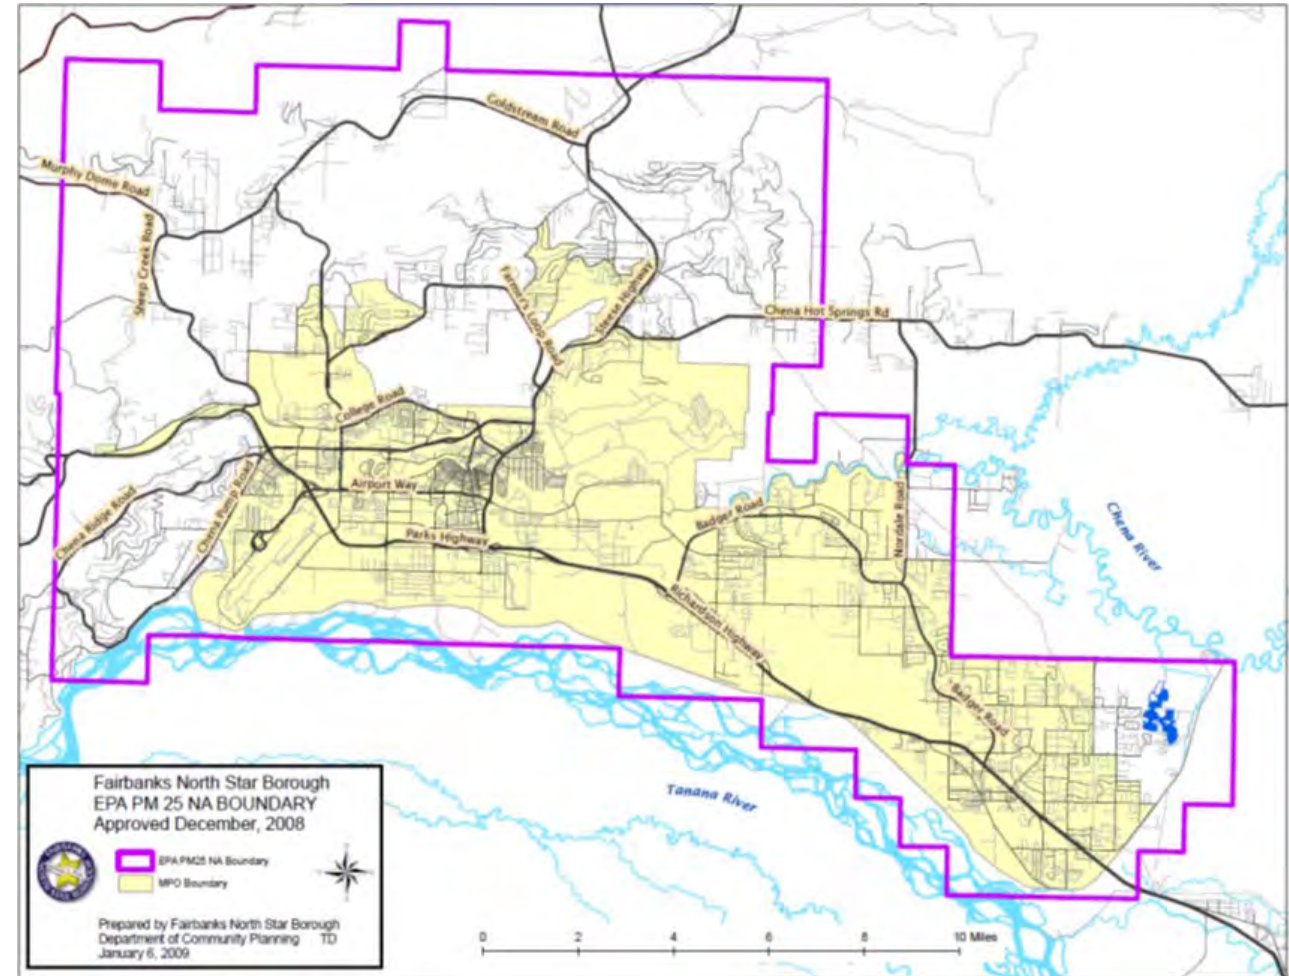 Goldstream Road
Murphy Dome Road
Sheep Creek Road
Farmer's Loop Road
Steese Highway
Chena Hot Springs Rd
College Road
Airport Way
Chena Ridge Road
Chena Pump Road
Parks Highway
Badger Road
Nordale Road
Chena River
Richardson Highway
Badger Road
Tanana River
Fairbanks North Star Borough
EPA PM 25 NA BOUNDARY
Approved December, 2008
EPA PM25 NA Boundary
MPO Boundary
Prepared by Fairbanks North Star Borough
Department of Community Planning TD
January 6, 2009
0 2 4 6 8 10 Miles